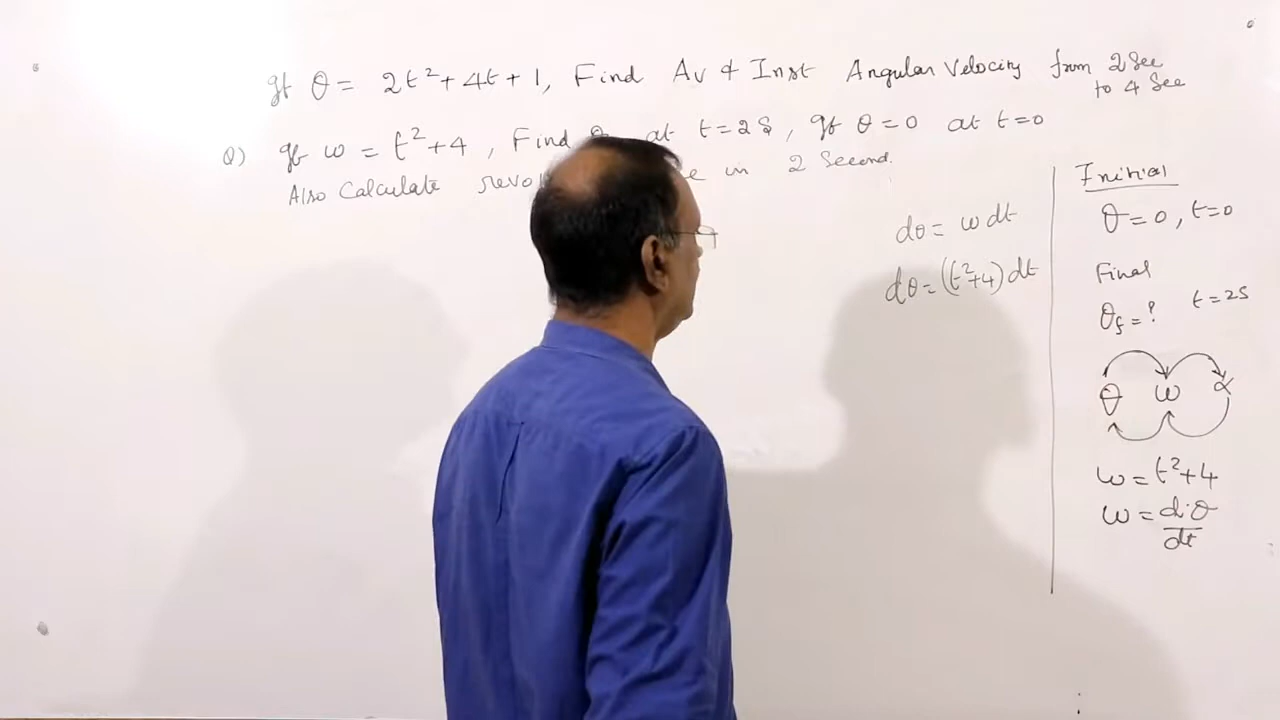 If θ = 2t²+4t+1, Find Av & Inst Angular Velocity from 2 Sec
to 4 Sec
Q) If ω = t²+4, Find at t=2S, If θ=0 at t=0
Also Calculate in 2 Second.
dθ = ω dt
dθ = (t²+4) dt
Initial
θ=0, t=0
Final
θf = ? t = 2S
θ ω α
ω = t²+4
ω = dθ/dt